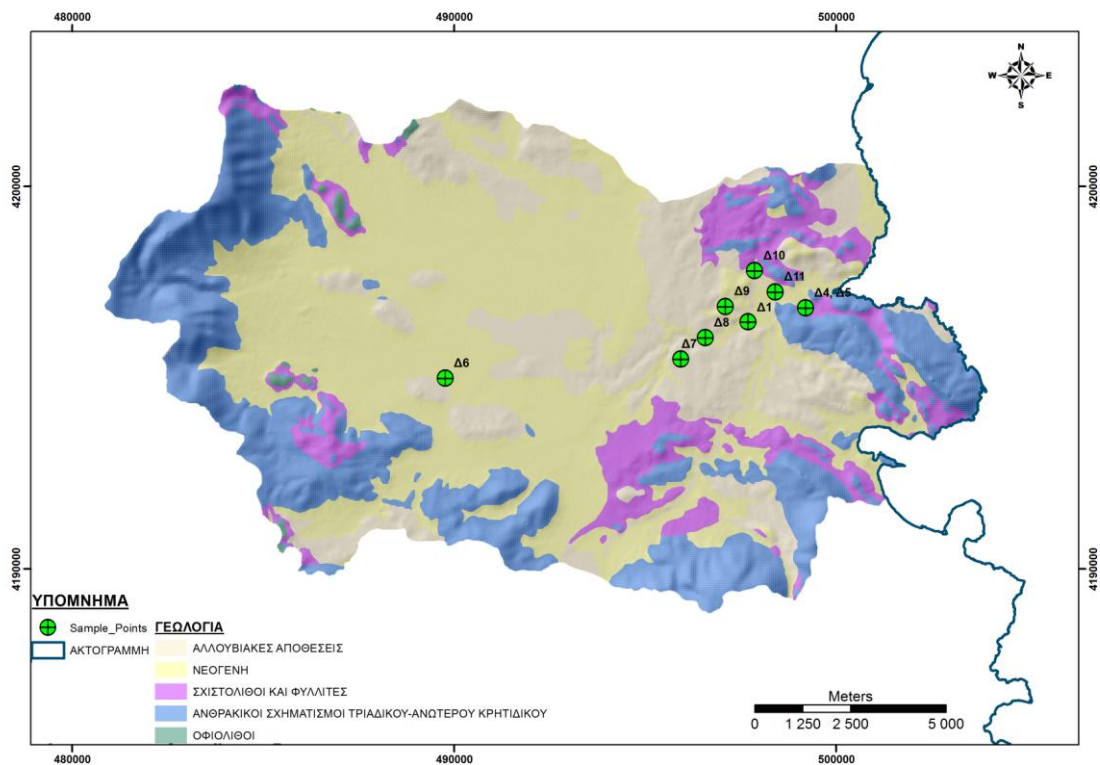 480000 490000 500000
N
W E
S
4200000 4200000
Δ10
Δ11
Δ9
Δ4, Δ5
Δ1
Δ8
Δ7
Δ6
4190000 4190000
ΥΠΟΜΝΗΜΑ
Sample_Points
ΑΚΤΟΓΡΑΜΜΗ
ΓΕΩΛΟΓΙΑ
ΑΛΛΟΥΒΙΑΚΕΣ ΑΠΟΘΕΣΕΙΣ
ΝΕΟΓΕΝΗ
ΣΧΙΣΤΟΛΙΘΟΙ ΚΑΙ ΦΥΛΛΙΤΕΣ
ΑΝΘΡΑΚΙΚΟΙ ΣΧΗΜΑΤΙΣΜΟΙ ΤΡΙΑΔΙΚΟΥ-ΑΝΩΤΕΡΟΥ ΚΡΗΤΙΔΙΚΟΥ
ΟΦΙΟΛΙΘΟΙ
Meters
0 1 250 2 500 5 000
480000 490000 500000